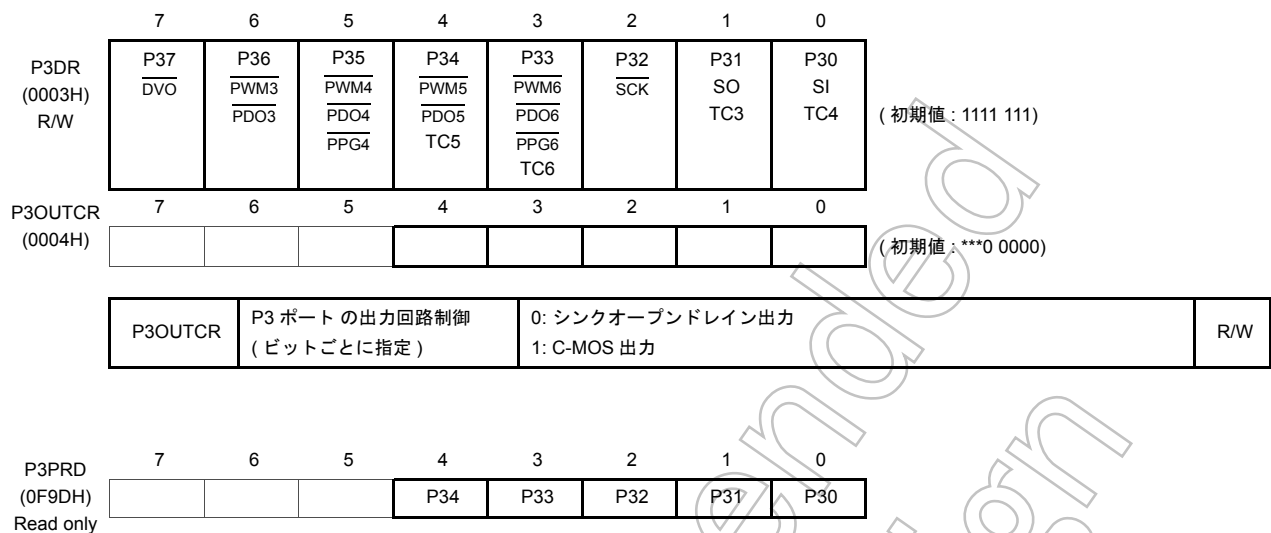 7 6 5 4 3 2 1 0
P3DR
(0003H)
R/W
P37
DVO
P36
PWM3
PDO3
P35
PWM4
PDO4
PPG4
P34
PWM5
PDO5
TC5
P33
PWM6
PDO6
PPG6
TC6
P32
SCK
P31
SO
TC3
P30
SI
TC4
( 初期値 : 1111 111)
P3OUTCR
(0004H)
7 6 5 4 3 2 1 0
( 初期値 : ***0 0000)
P3OUTCR
P3 ポート の出力回路制御
( ビットごとに指定 )
0: シンクオープンドレイン出力
1: C-MOS 出力
R/W
P3PRD
(0F9DH)
Read only
7 6 5 4 3 2 1 0
P34 P33 P32 P31 P30